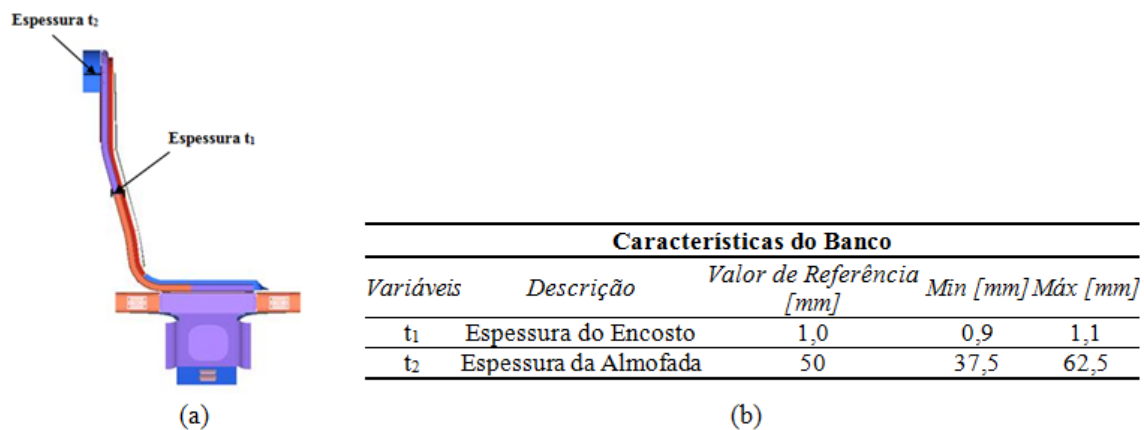 Espessura t₂
Espessura t₁
Características do Banco
Variáveis Descrição Valor de Referência [mm] Min [mm] Máx [mm]
t₁ Espessura do Encosto 1,0 0,9 1,1
t₂ Espessura da Almofada 50 37,5 62,5
(a) (b)